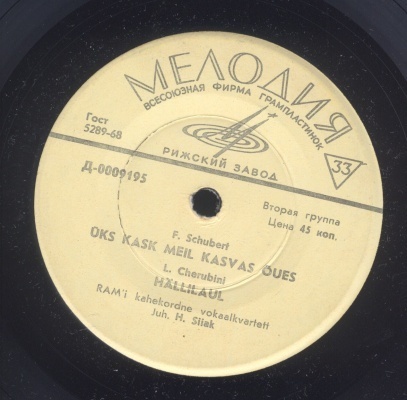 МЕЛОДИЯ
ВСЕСОЮЗНАЯ ФИРМА ГРАМПЛАСТИНОК
Гост
5289-68
РИЖСКИЙ ЗАВОД
33
Д-0009195
Вторая группа
Цена 45 коп.
F. Schubert
OKS KASK MEIL KASVAS ÕUES
L. Cherubini
HÄLLILAUL
RAM'i kahekordne vokaalkvartett
Juh. H. Sliak